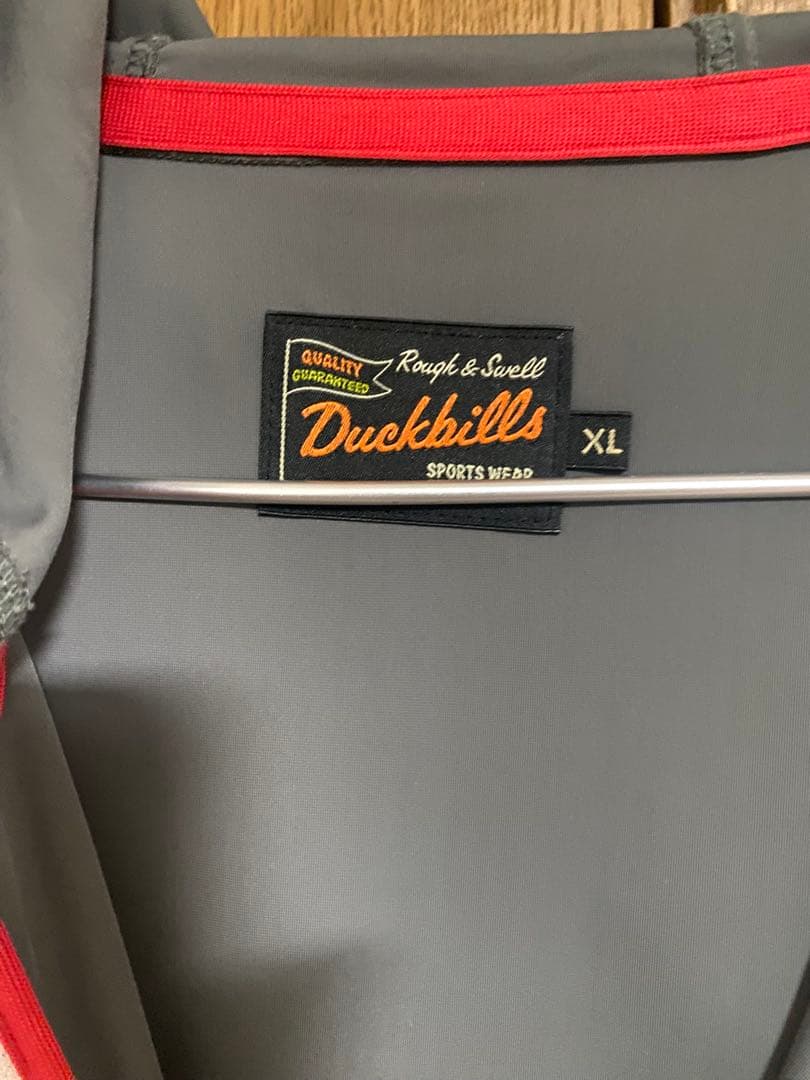 QUALITY
GUARANTEED
Rough & Swell
Duckbills
SPORTS WEAR
XL